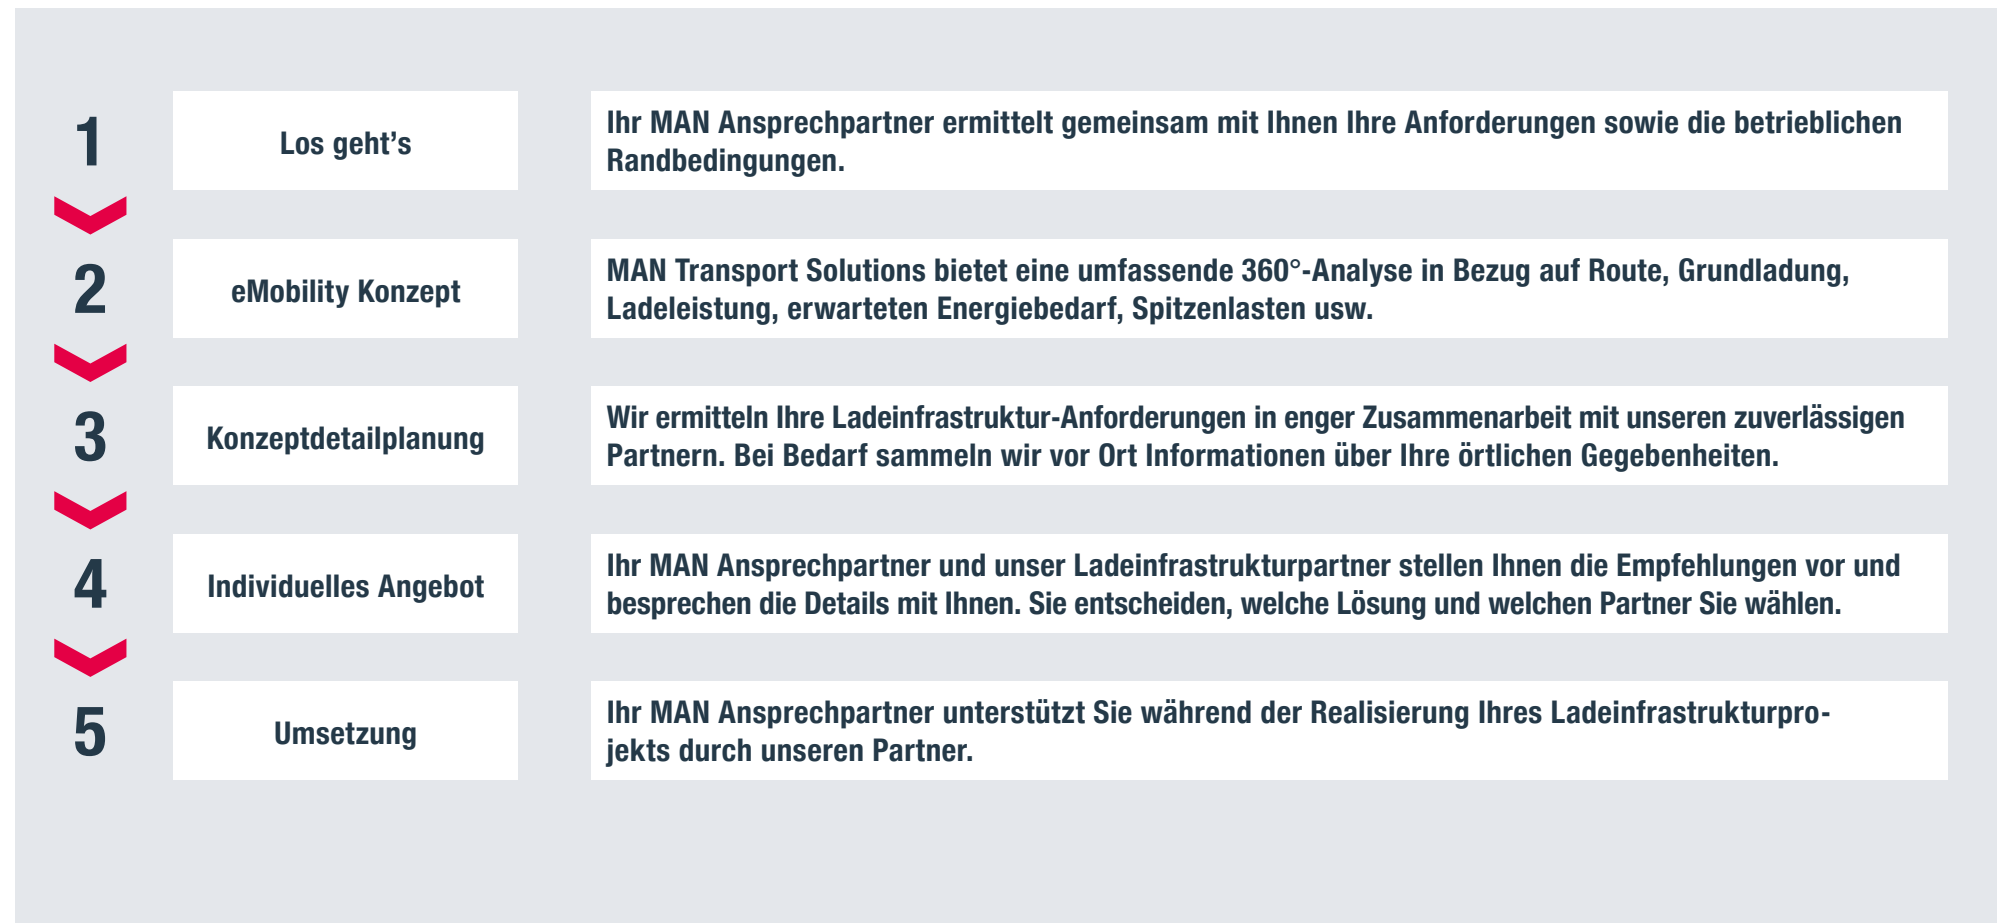 1
Los geht’s
Ihr MAN Ansprechpartner ermittelt gemeinsam mit Ihnen Ihre Anforderungen sowie die betrieblichen
Randbedingungen.
2
eMobility Konzept
MAN Transport Solutions bietet eine umfassende 360°-Analyse in Bezug auf Route, Grundladung,
Ladeleistung, erwarteten Energiebedarf, Spitzenlasten usw.
3
Konzeptdetailplanung
Wir ermitteln Ihre Ladeinfrastruktur-Anforderungen in enger Zusammenarbeit mit unseren zuverlässigen
Partnern. Bei Bedarf sammeln wir vor Ort Informationen über Ihre örtlichen Gegebenheiten.
4
Individuelles Angebot
Ihr MAN Ansprechpartner und unser Ladeinfrastrukturpartner stellen Ihnen die Empfehlungen vor und
besprechen die Details mit Ihnen. Sie entscheiden, welche Lösung und welchen Partner Sie wählen.
5
Umsetzung
Ihr MAN Ansprechpartner unterstützt Sie während der Realisierung Ihres Ladeinfrastrukturpro-
jekts durch unseren Partner.